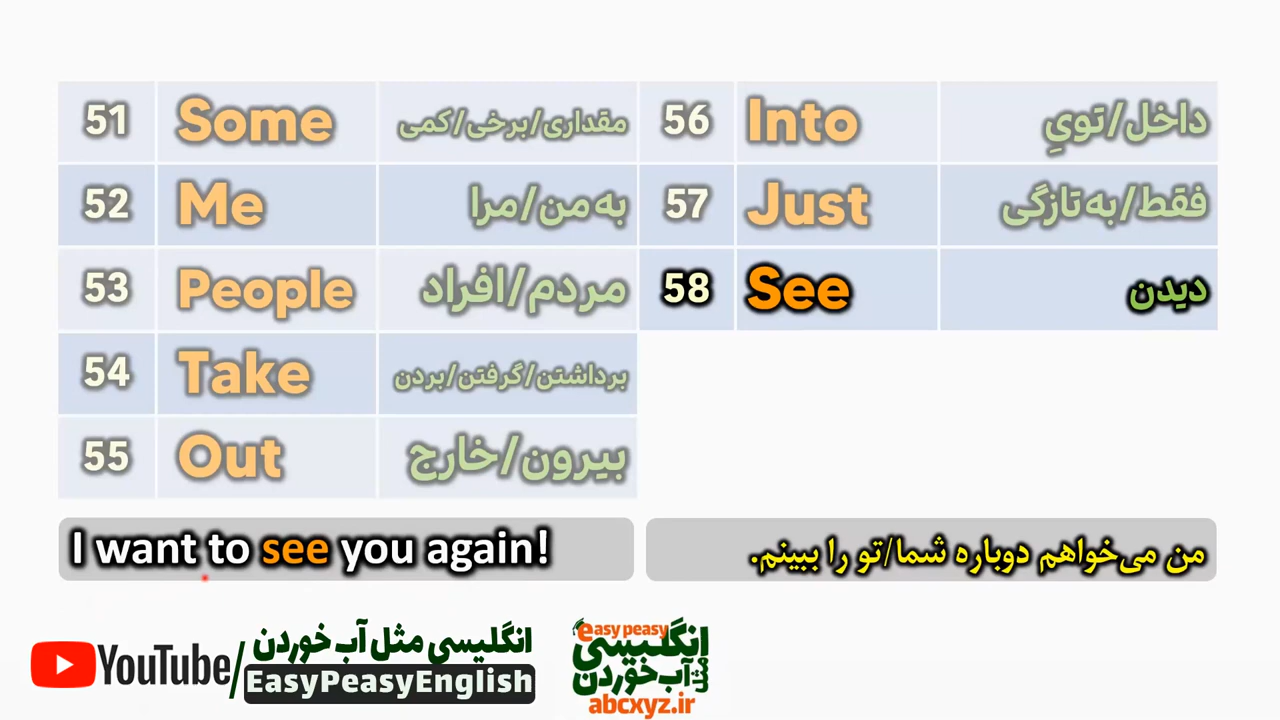 51 Some مقداری/برخی/کمی
52 Me به من/مرا
53 People مردم/افراد
54 Take برداشتن/گرفتن/بردن
55 Out بیرون/خارج
56 Into داخل/تویِ
57 Just فقط/به تازگی
58 See دیدن
I want to see you again!
من می‌خواهم دوباره شما/تو را ببینم.
YouTube/انگلیسی مثل آب خوردن
EasyPeasyEnglish
easy peasy
انگلیسی
مثل آب خوردن
abcxyz.ir